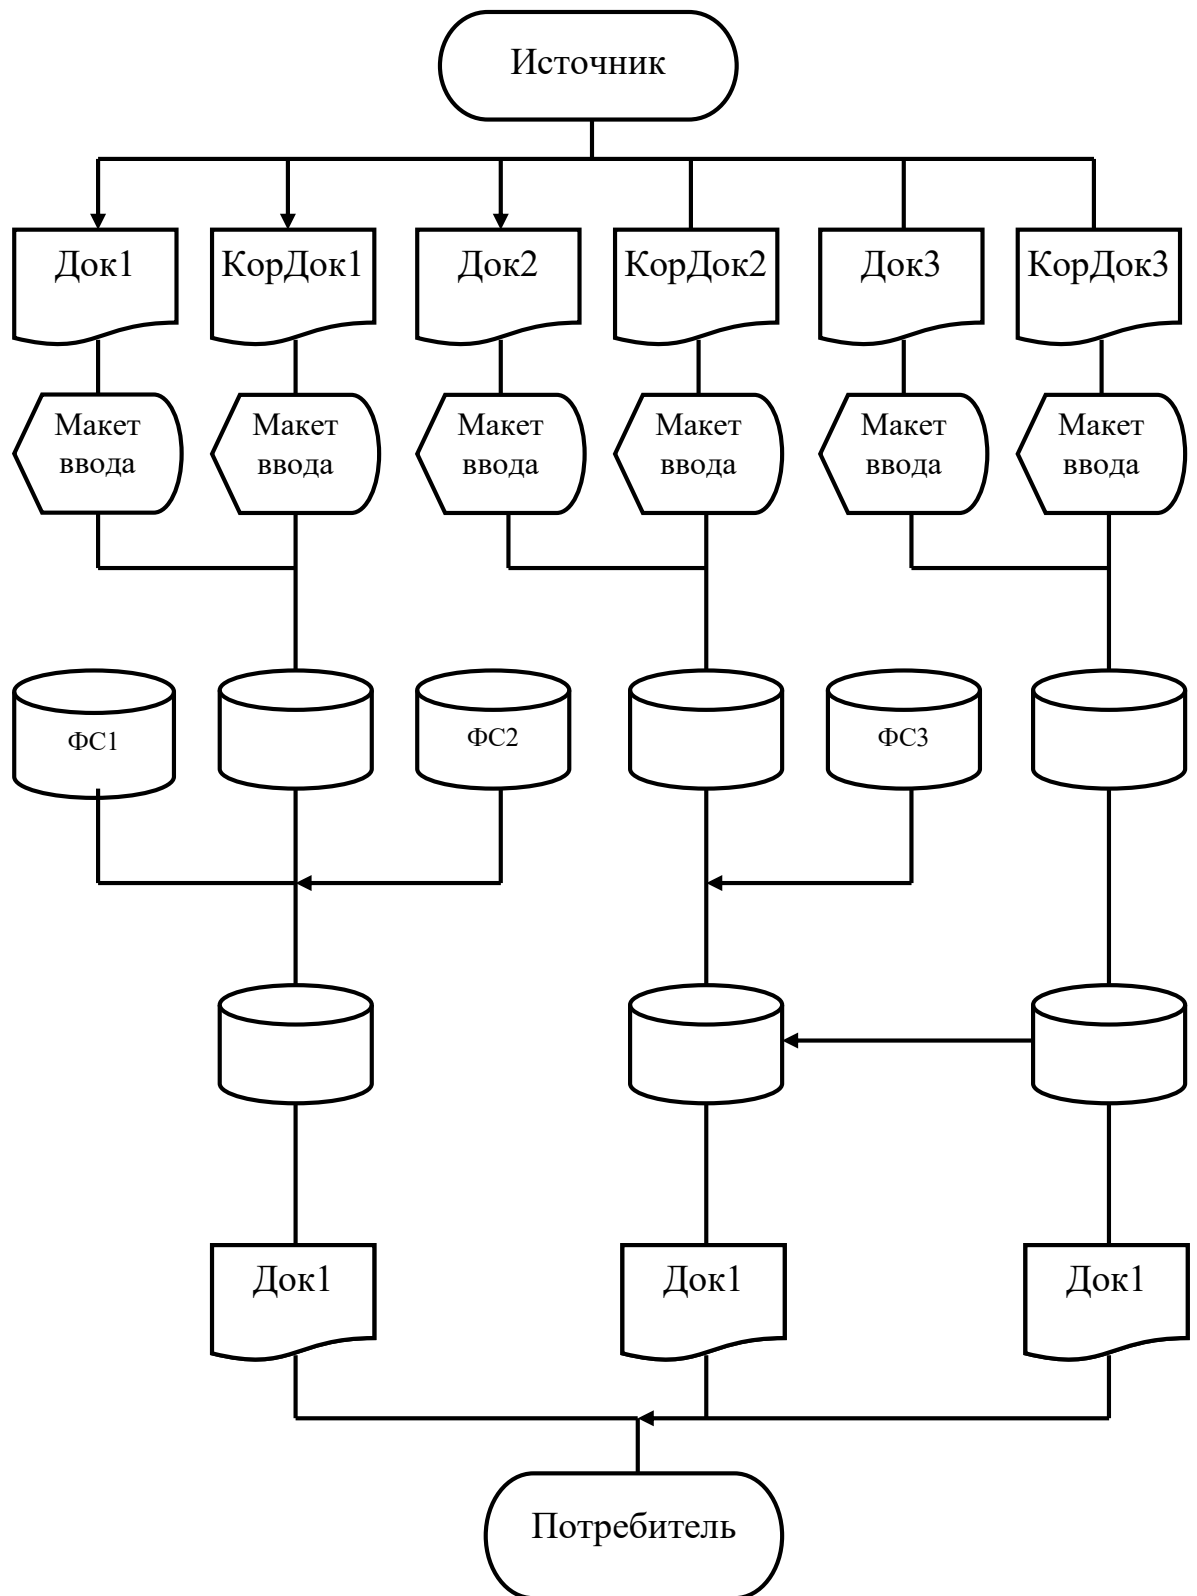 Источник
Док1
КорДок1
Док2
КорДок2
Док3
КорДок3
Макет
ввода
Макет
ввода
Макет
ввода
Макет
ввода
Макет
ввода
Макет
ввода
ФС1
ФС2
ФС3
Док1
Док1
Док1
Потребитель